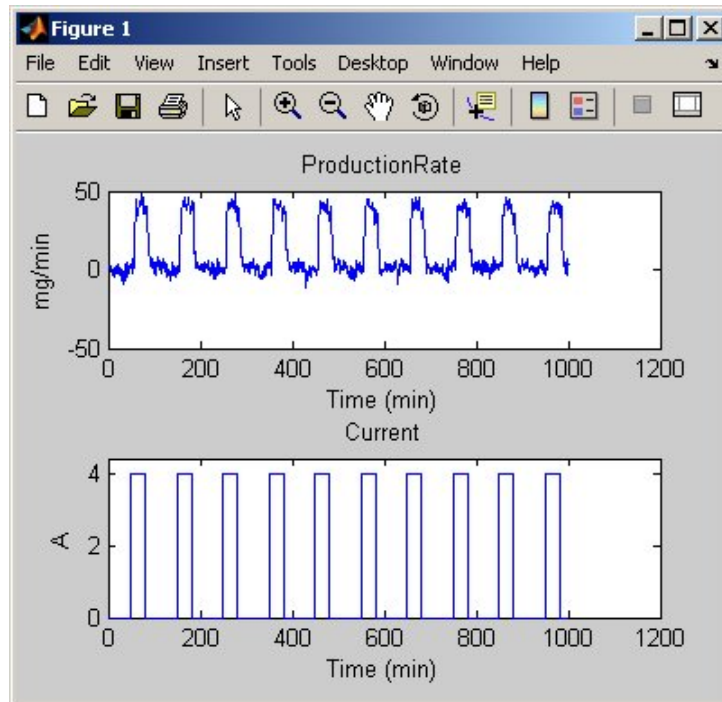 Figure 1
File Edit View Insert Tools Desktop Window Help
ProductionRate
50
0
-50
mg/min
0 200 400 600 800 1000 1200
Time (min)
Current
4
2
0
A
0 200 400 600 800 1000 1200
Time (min)